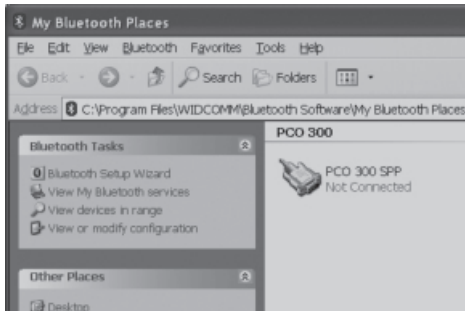 My Bluetooth Places
File Edit View Bluetooth Favorites Tools Help
Back Search Folders
Address C:\Program Files\WIDCOMM\Bluetooth Software\My Bluetooth Places
PCO 300
Bluetooth Tasks
PCO 300 SPP
Not Connected
Bluetooth Setup Wizard
View My Bluetooth services
View devices in range
View or modify configuration
Other Places
Desktop